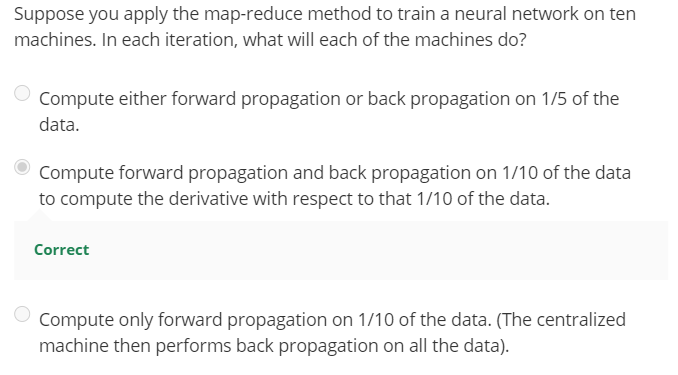 Suppose you apply the map-reduce method to train a neural network on ten
machines. In each iteration, what will each of the machines do?
Compute either forward propagation or back propagation on 1/5 of the
data.
Compute forward propagation and back propagation on 1/10 of the data
to compute the derivative with respect to that 1/10 of the data.
Correct
Compute only forward propagation on 1/10 of the data. (The centralized
machine then performs back propagation on all the data).